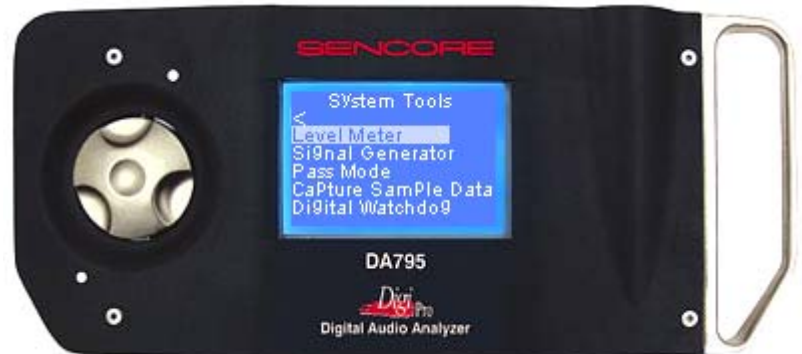 SENCORE
System Tools
<
Level Meter
Signal Generator
Pass Mode
Capture Sample Data
Digital Watchdog
DA795
Digi Pro
Digital Audio Analyzer